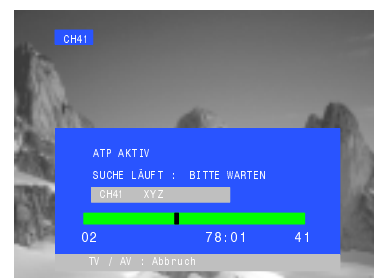 CH41
ATP AKTIV
SUCHE LÄUFT : BITTE WARTEN
CH41 XYZ
02 78:01 41
TV / AV : Abbruch